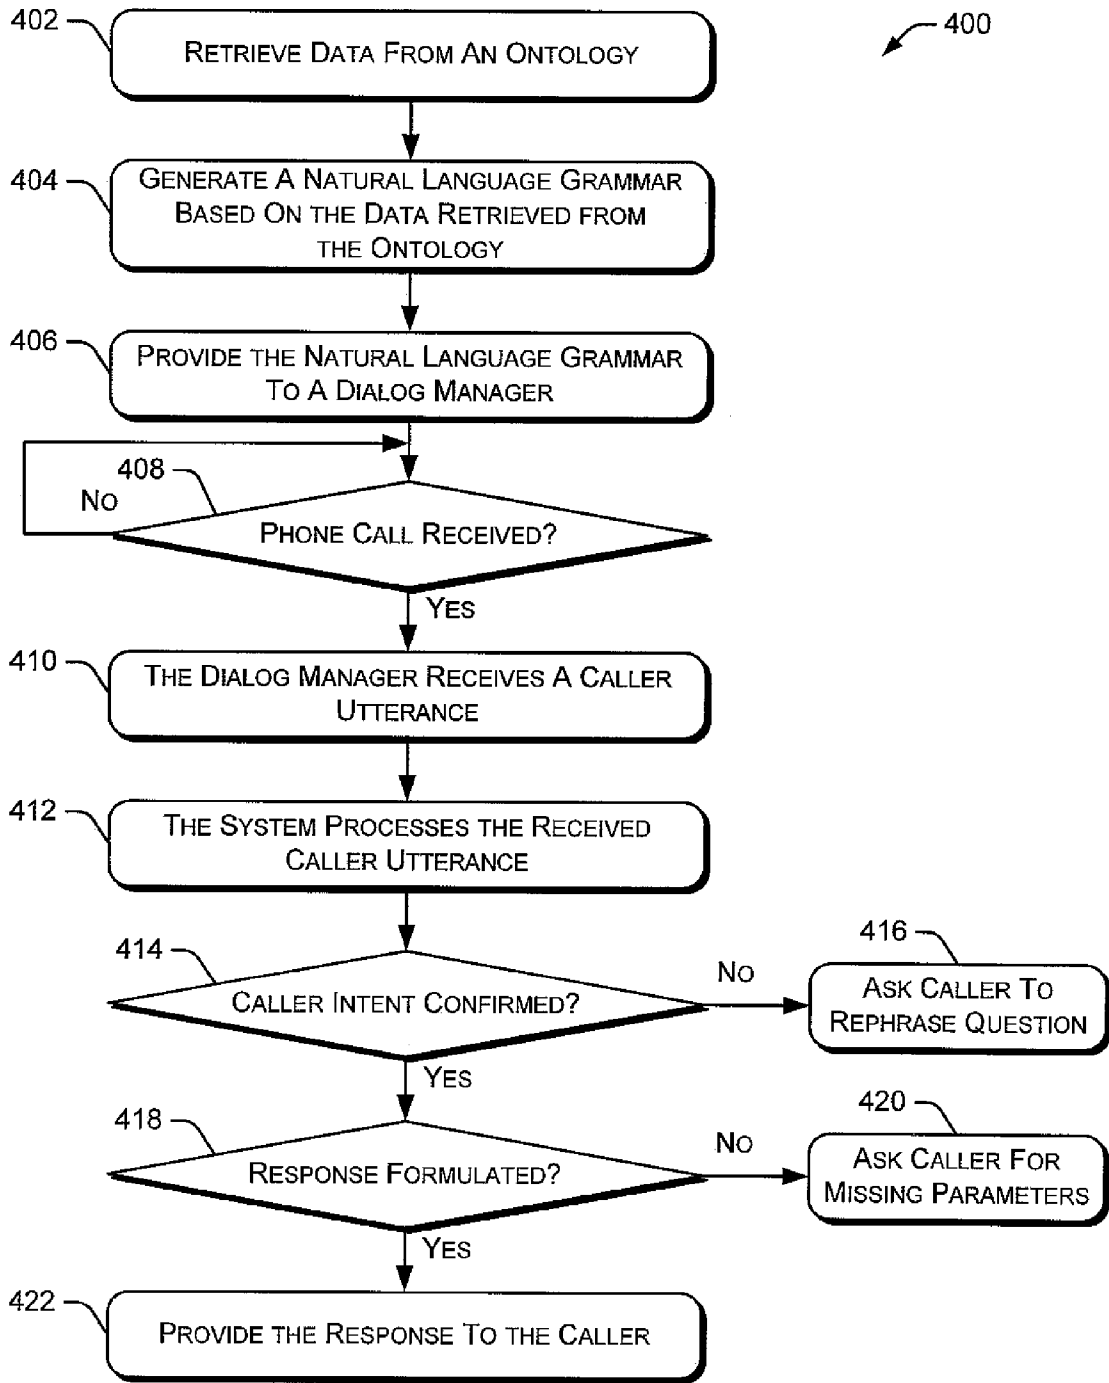 402
RETRIEVE DATA FROM AN ONTOLOGY
400
404
GENERATE A NATURAL LANGUAGE GRAMMAR
BASED ON THE DATA RETRIEVED FROM
THE ONTOLOGY
406
PROVIDE THE NATURAL LANGUAGE GRAMMAR
TO A DIALOG MANAGER
408
NO
PHONE CALL RECEIVED?
YES
410
THE DIALOG MANAGER RECEIVES A CALLER
UTTERANCE
412
THE SYSTEM PROCESSES THE RECEIVED
CALLER UTTERANCE
414
CALLER INTENT CONFIRMED?
NO
416
ASK CALLER TO
REPHRASE QUESTION
YES
418
RESPONSE FORMULATED?
NO
420
ASK CALLER FOR
MISSING PARAMETERS
YES
422
PROVIDE THE RESPONSE TO THE CALLER